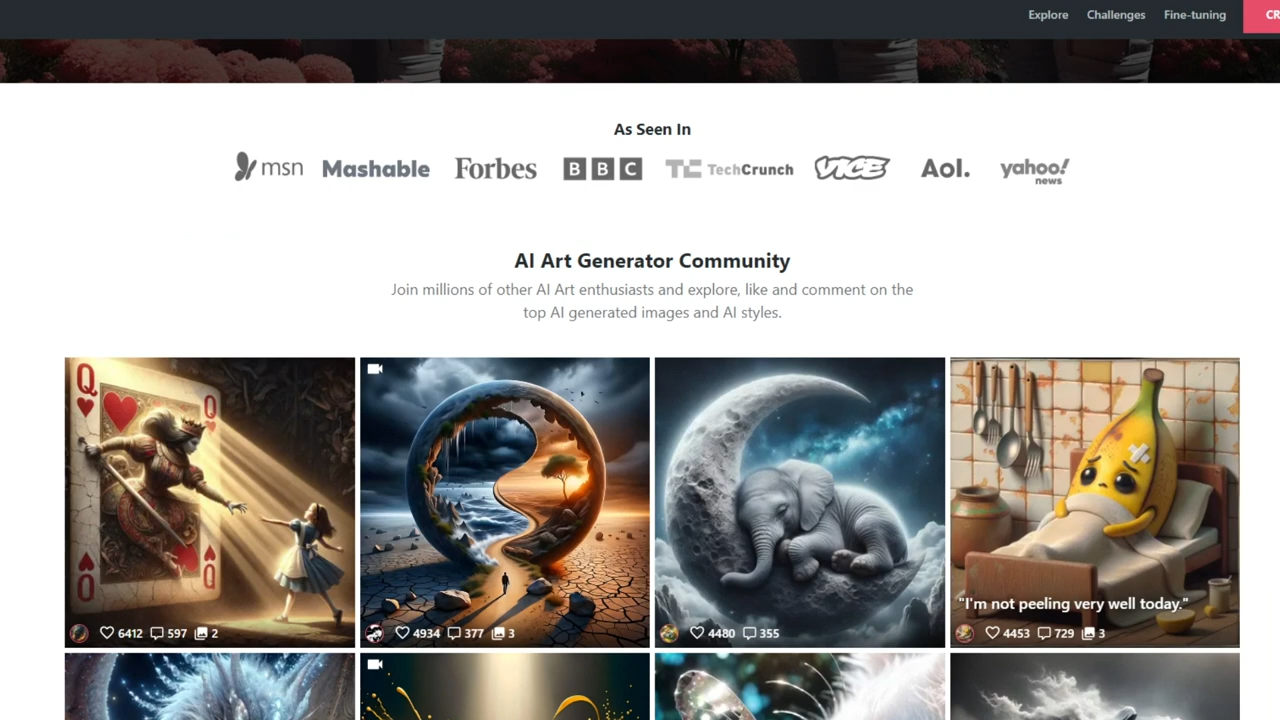 Explore Challenges Fine-tuning CR
As Seen In
msn Mashable Forbes BBC TC TechCrunch VICE Aol. yahoo! news
AI Art Generator Community
Join millions of other AI Art enthusiasts and explore, like and comment on the
top AI generated images and AI styles.
Q Q
Q Q
"I'm not peeling very well today."
6412 597 2
4934 377 3
4480 355
4453 729 3